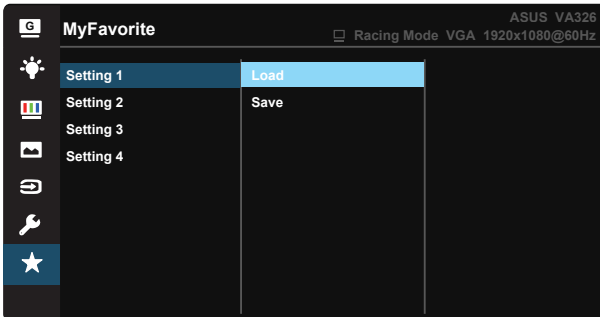 G
MyFavorite
ASUS VA326
Racing Mode VGA 1920x1080@60Hz
Setting 1
Load
Setting 2
Save
Setting 3
Setting 4